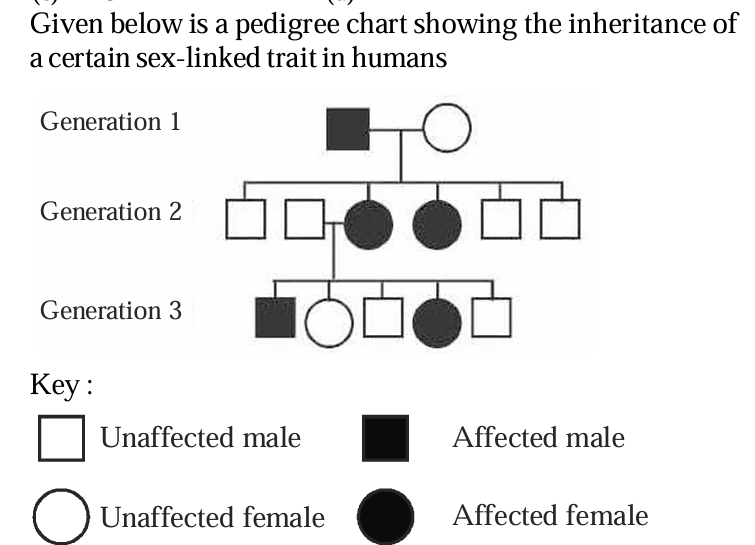 Given below is a pedigree chart showing the inheritance of
a certain sex-linked trait in humans
Generation 1
Generation 2
Generation 3
Key :
Unaffected male
Affected male
Unaffected female
Affected female